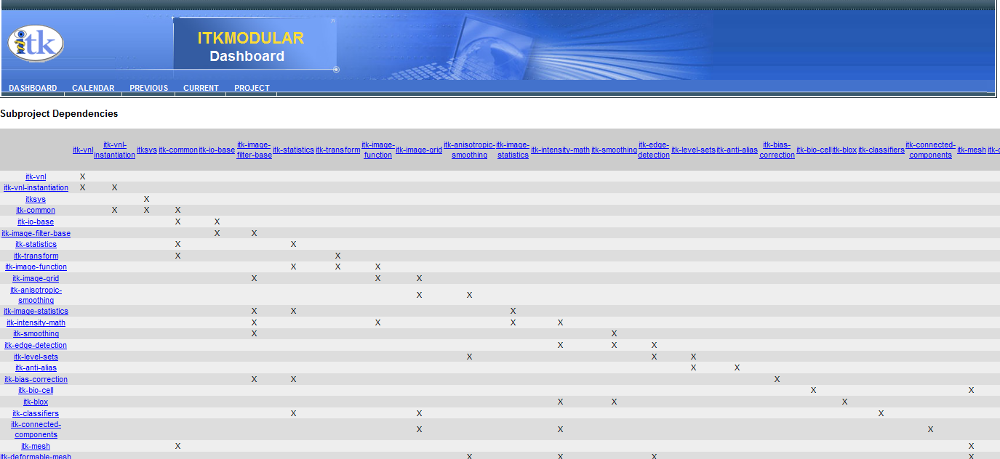 itk
ITKMODULAR
Dashboard
DASHBOARD CALENDAR PREVIOUS CURRENT PROJECT
Subproject Dependencies
itk-vnl itk-vnl-instantiation itksys itk-common itk-io-base itk-image-filter-base itk-statistics itk-transform itk-image-function itk-image-grid itk-anisotropic-smoothing itk-image-statistics itk-intensity-math itk-smoothing itk-edge-detection itk-level-sets itk-anti-alias itk-bias-correction itk-bio-cell itk-blox itk-classifiers itk-connected-components itk-mesh
itk-vnl X
itk-vnl-instantiation X X
itksys X
itk-common X X X
itk-io-base X X
itk-image-filter-base X X
itk-statistics X X
itk-transform X X
itk-image-function X X X
itk-image-grid X X X
itk-anisotropic-
smoothing X X
itk-image-statistics X X X
itk-intensity-math X X X X
itk-smoothing X X
itk-edge-detection X X X
itk-level-sets X X X
itk-anti-alias X X
itk-bias-correction X X X
itk-bio-cell X X
itk-blox X X X
itk-classifiers X X X
itk-connected-
components X X X
itk-mesh X X
itk-deformable-mesh X X X X